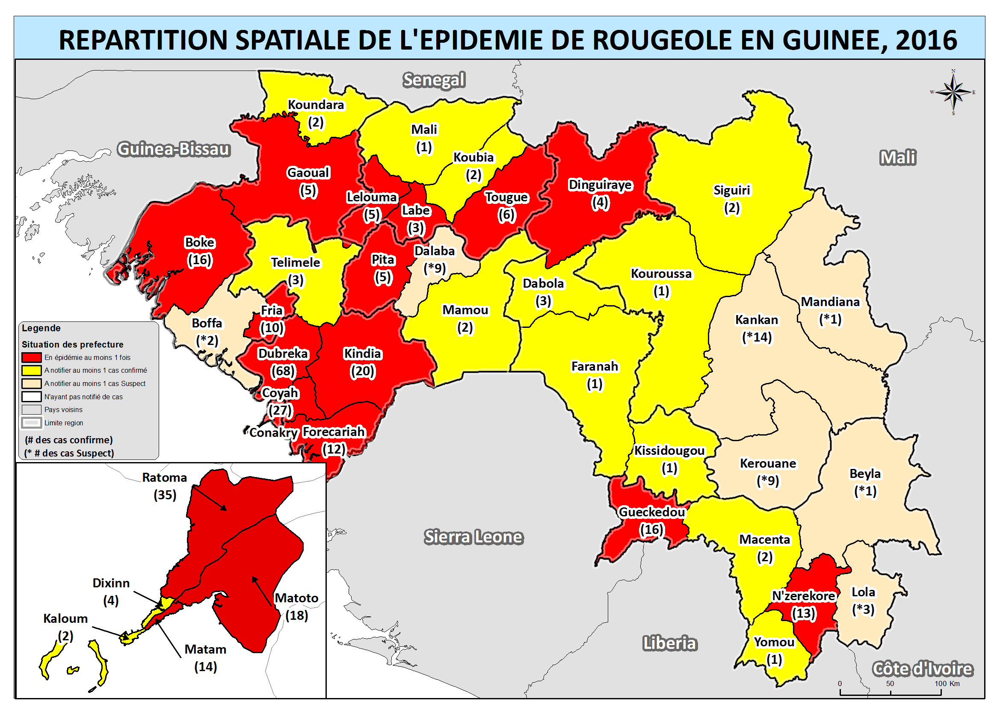 REPARTITION SPATIALE DE L'EPIDEMIE DE ROUGEOLE EN GUINEE, 2016
Senegal
Guinea-Bissau
Mali
Sierra Leone
Liberia
Côte d'Ivoire
N
W
E
S
Koundara
(2)
Mali
(1)
Koubia
(2)
Gaoual
(5)
Lelouma
(5)
Labe
(3)
Tougue
(6)
Dinguiraye
(4)
Siguiri
(2)
Boke
(16)
Telimele
(3)
Pita
(5)
Dalaba
(*9)
Dabola
(3)
Kouroussa
(1)
Mandiana
(*1)
Kankan
(*14)
Mamou
(2)
Fria
(10)
Boffa
(*2)
Dubreka
(68)
Kindia
(20)
Faranah
(1)
Coyah
(27)
Conakry
Forecariah
(12)
Kissidougou
(1)
Kerouane
(*9)
Beyla
(*1)
Gueckedou
(16)
Macenta
(2)
N'zerekore
(13)
Lola
(*3)
Yomou
(1)
Legende
Situation des prefecture
En épidémie au moins 1 fois
A notifier au moins 1 cas confirmé
A notifier au moins 1 cas Suspect
N'ayant pas notifié de cas
Pays voisins
Limite region
(# des cas confirme)
(* # des cas Suspect)
Ratoma
(35)
Dixinn
(4)
Kaloum
(2)
Matoto
(18)
Matam
(14)
0 50 100 Km